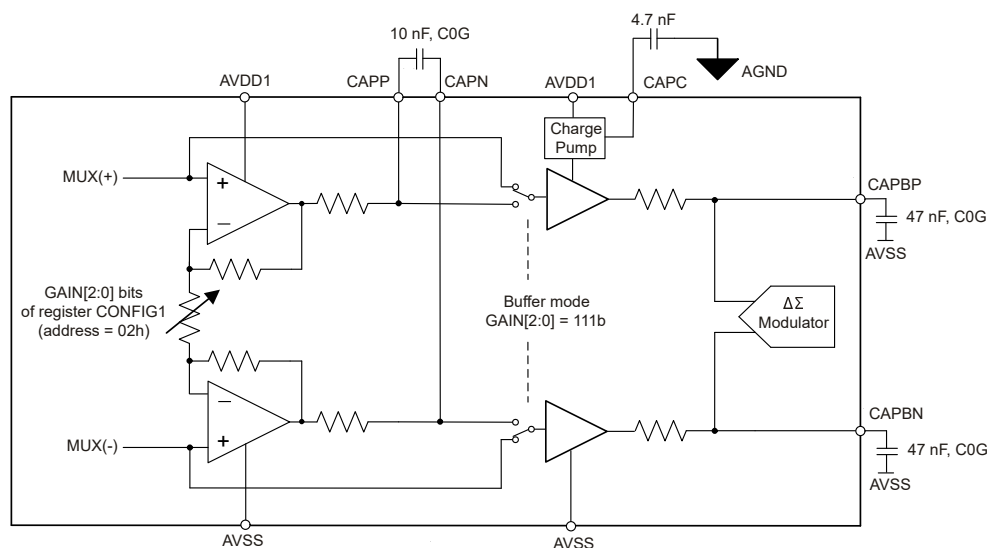 4.7 nF
10 nF, C0G
AGND
AVDD1
CAPP
CAPN
AVDD1
CAPC
Charge
Pump
MUX(+)
+
−
CAPBP
47 nF, C0G
AVSS
GAIN[2:0] bits
of register CONFIG1
(address = 02h)
Buffer mode
GAIN[2:0] = 111b
ΔΣ
Modulator
−
+
MUX(-)
CAPBN
47 nF, C0G
AVSS
AVSS
AVSS